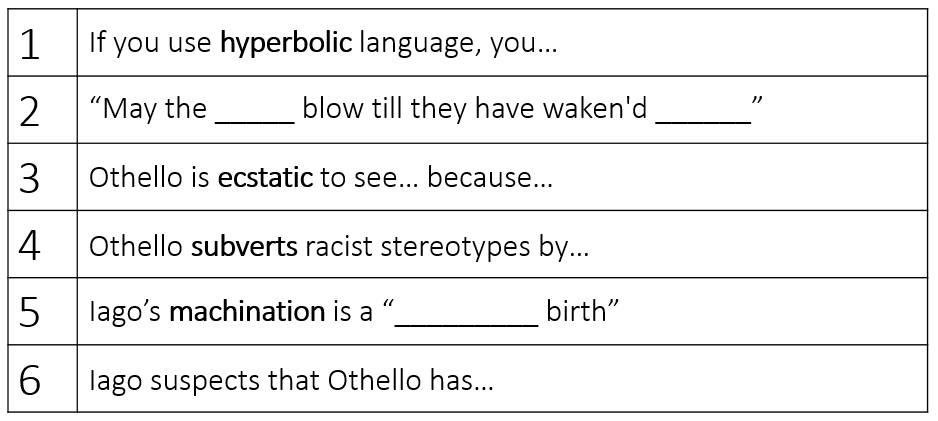 1 If you use hyperbolic language, you…
2 “May the _____ blow till they have waken'd ______”
3 Othello is ecstatic to see… because…
4 Othello subverts racist stereotypes by…
5 Iago’s machination is a “_________ birth”
6 Iago suspects that Othello has…